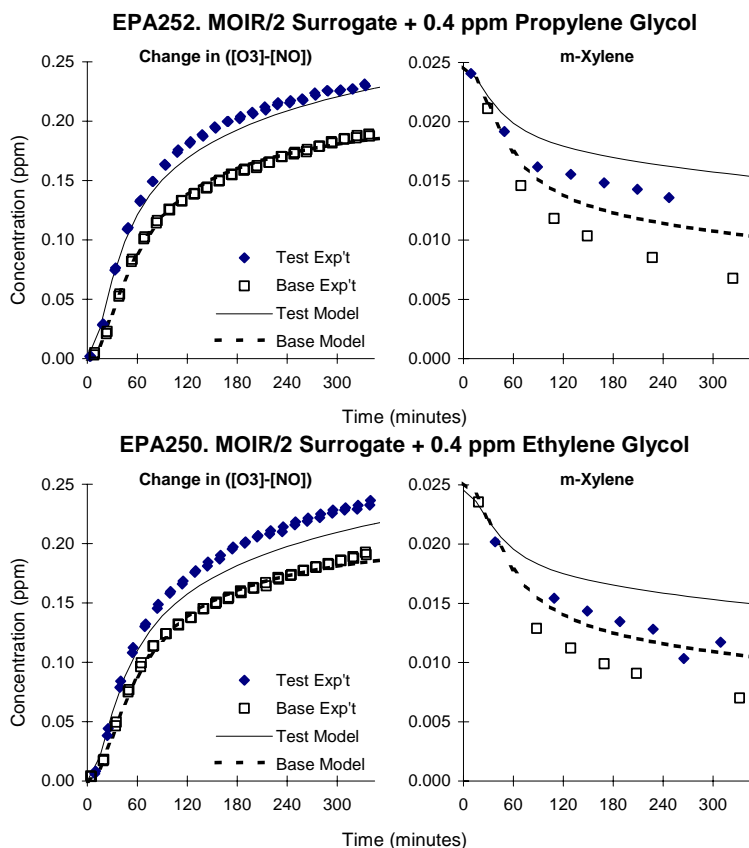 EPA252. MOIR/2 Surrogate + 0.4 ppm Propylene Glycol
Change in ([O3]-[NO])
m-Xylene
Concentration (ppm)
0.25
0.20
0.15
0.10
0.05
0.00
Test Exp't
Base Exp't
Test Model
Base Model
0 60 120 180 240 300
0.025
0.020
0.015
0.010
0.005
0.000
0 60 120 180 240 300
Time (minutes)
EPA250. MOIR/2 Surrogate + 0.4 ppm Ethylene Glycol
Change in ([O3]-[NO])
m-Xylene
Concentration (ppm)
0.25
0.20
0.15
0.10
0.05
0.00
Test Exp't
Base Exp't
Test Model
Base Model
0 60 120 180 240 300
0.025
0.020
0.015
0.010
0.005
0.000
0 60 120 180 240 300
Time (minutes)